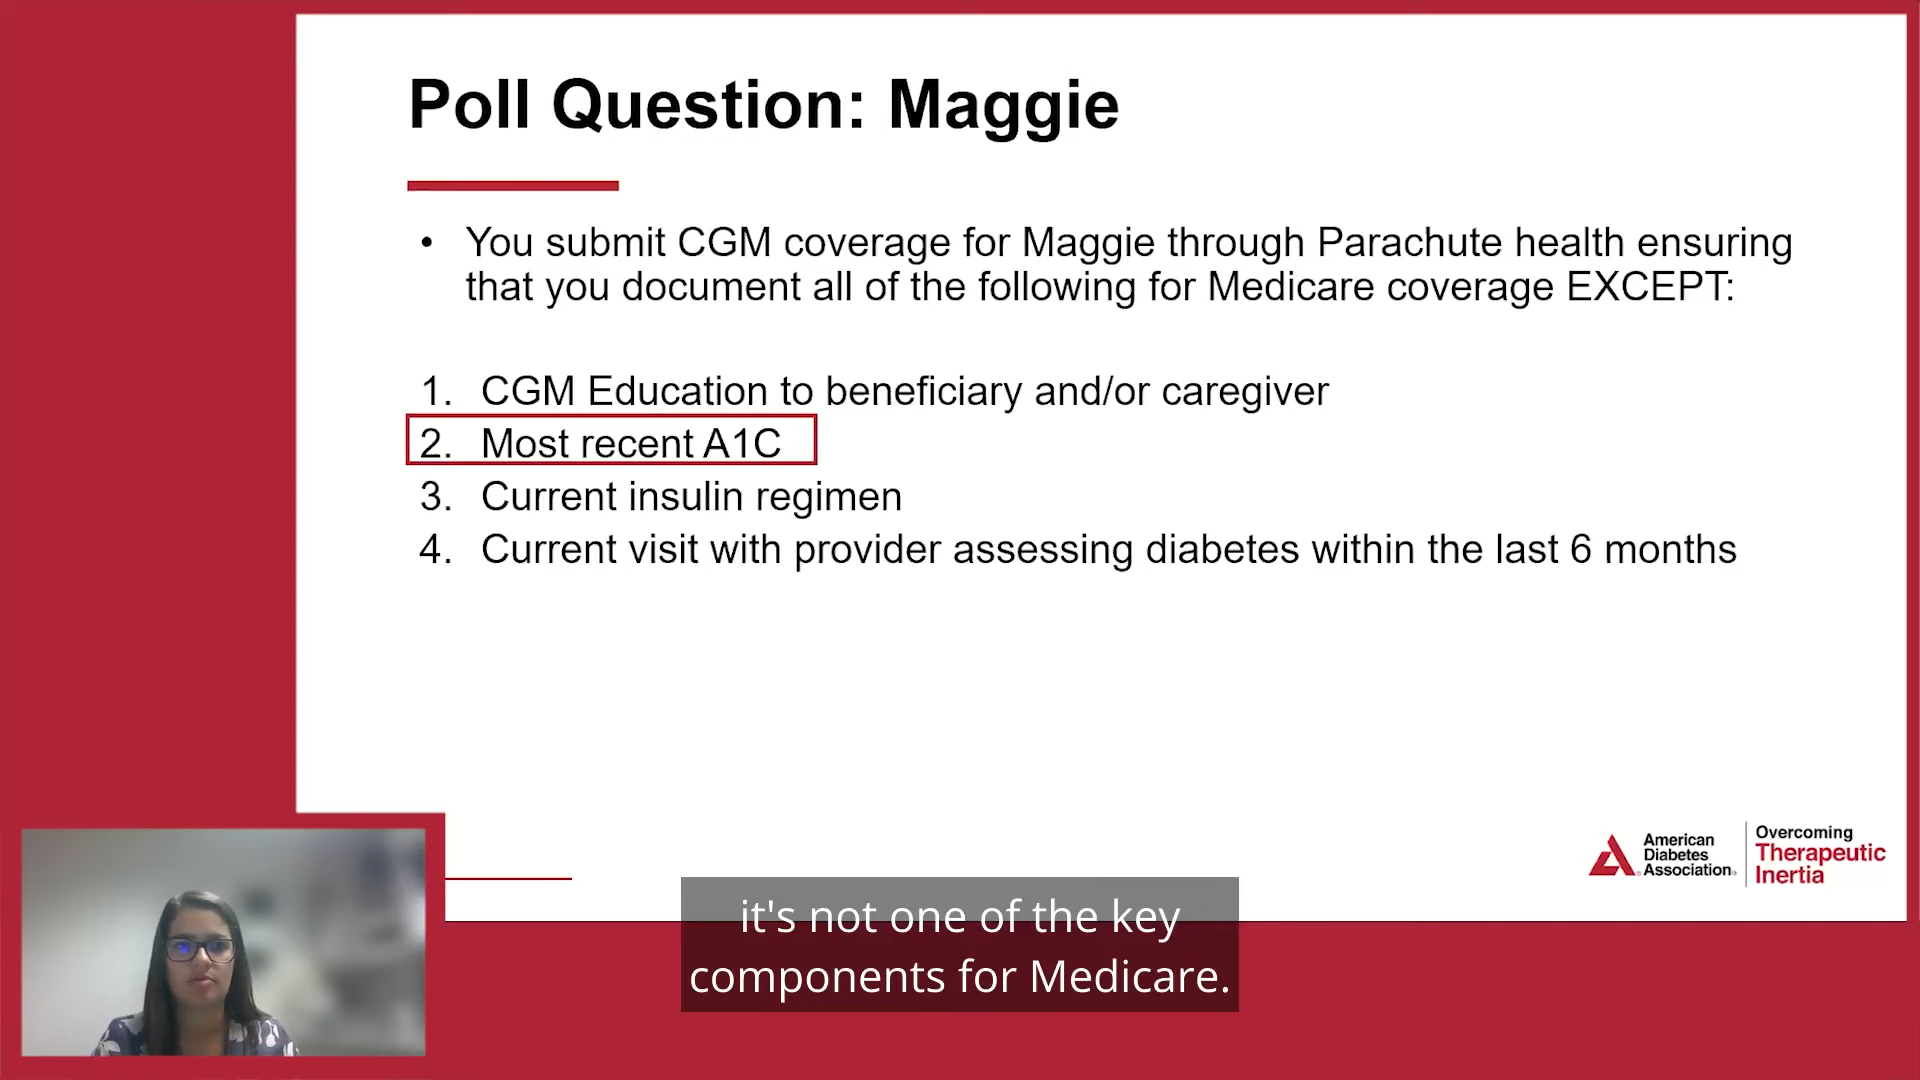 Poll Question: Maggie
• You submit CGM coverage for Maggie through Parachute health ensuring
that you document all of the following for Medicare coverage EXCEPT:
1. CGM Education to beneficiary and/or caregiver
2. Most recent A1C
3. Current insulin regimen
4. Current visit with provider assessing diabetes within the last 6 months
American
Diabetes
Association®
Overcoming
Therapeutic
Inertia
it's not one of the key
components for Medicare.